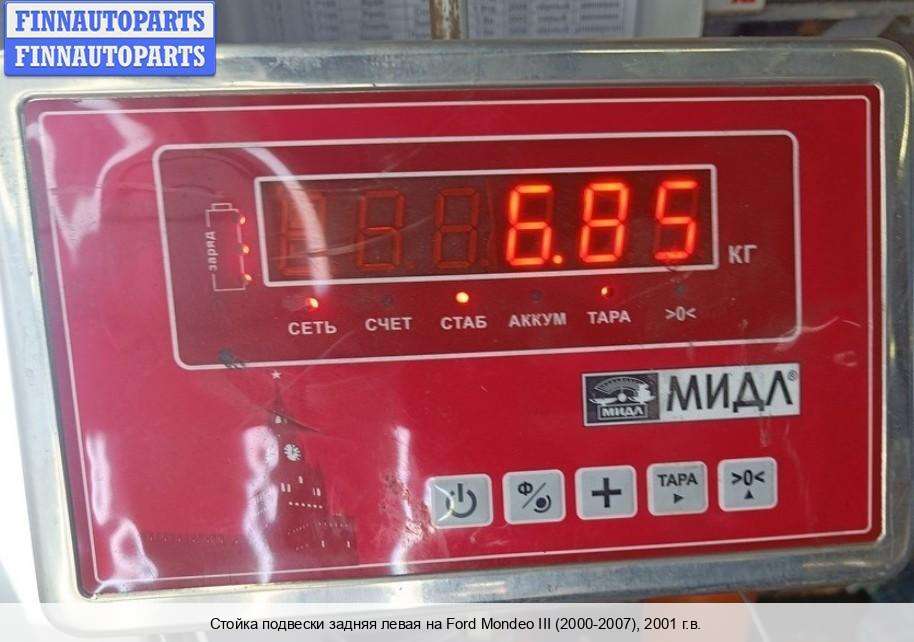 FINNAUTOPARTS
FINNAUTOPARTS
заряд
6.85
КГ
СЕТЬ СЧЕТ СТАБ АККУМ ТАРА >0<
МИДЛ МИДЛ®
Ф ТАРА >0<
Стойка подвески задняя левая на Ford Mondeo III (2000-2007), 2001 г.в.